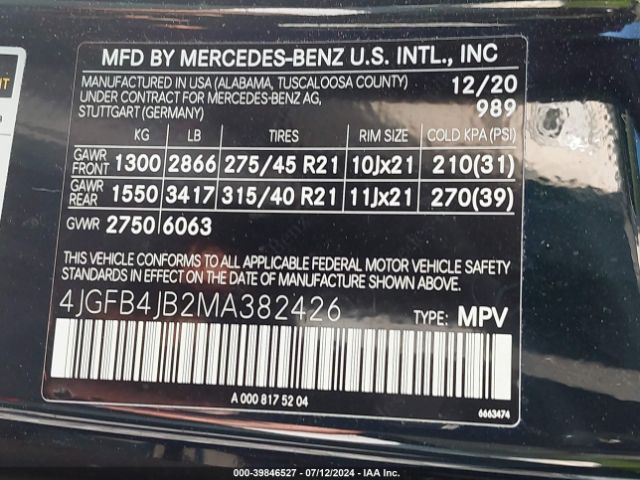 MFD BY MERCEDES-BENZ U.S. INTL., INC
MANUFACTURED IN USA (ALABAMA, TUSCALOOSA COUNTY) 12/20
UNDER CONTRACT FOR MERCEDES-BENZ AG, 989
STUTTGART (GERMANY)
KG LB TIRES RIM SIZE COLD KPA (PSI)
GAWR FRONT 1300 2866 275/45 R21 10Jx21 210(31)
GAWR REAR 1550 3417 315/40 R21 11Jx21 270(39)
GVWR 2750 6063
THIS VEHICLE CONFORMS TO ALL APPLICABLE FEDERAL MOTOR VEHICLE SAFETY
STANDARDS IN EFFECT ON THE DATE OF MANUFACTURE SHOWN ABOVE.
4JGFB4JB2MA382426 TYPE: MPV
A 000 817 52 04
6663474
000-39846527 - 07/12/2024 - IAA Inc.